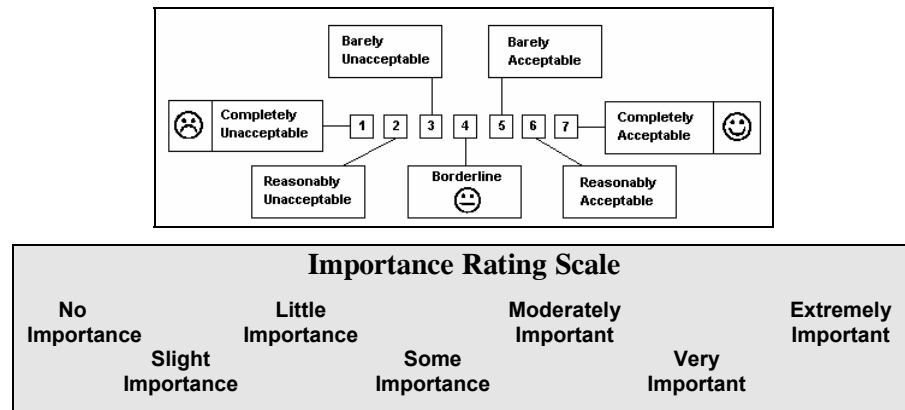 Barely
Unacceptable
Barely
Acceptable
Completely
Unacceptable
1 2 3 4 5 6 7
Completely
Acceptable
Reasonably
Unacceptable
Borderline
Reasonably
Acceptable
Importance Rating Scale
No
Importance
Little
Importance
Moderately
Important
Extremely
Important
Slight
Importance
Some
Importance
Very
Important